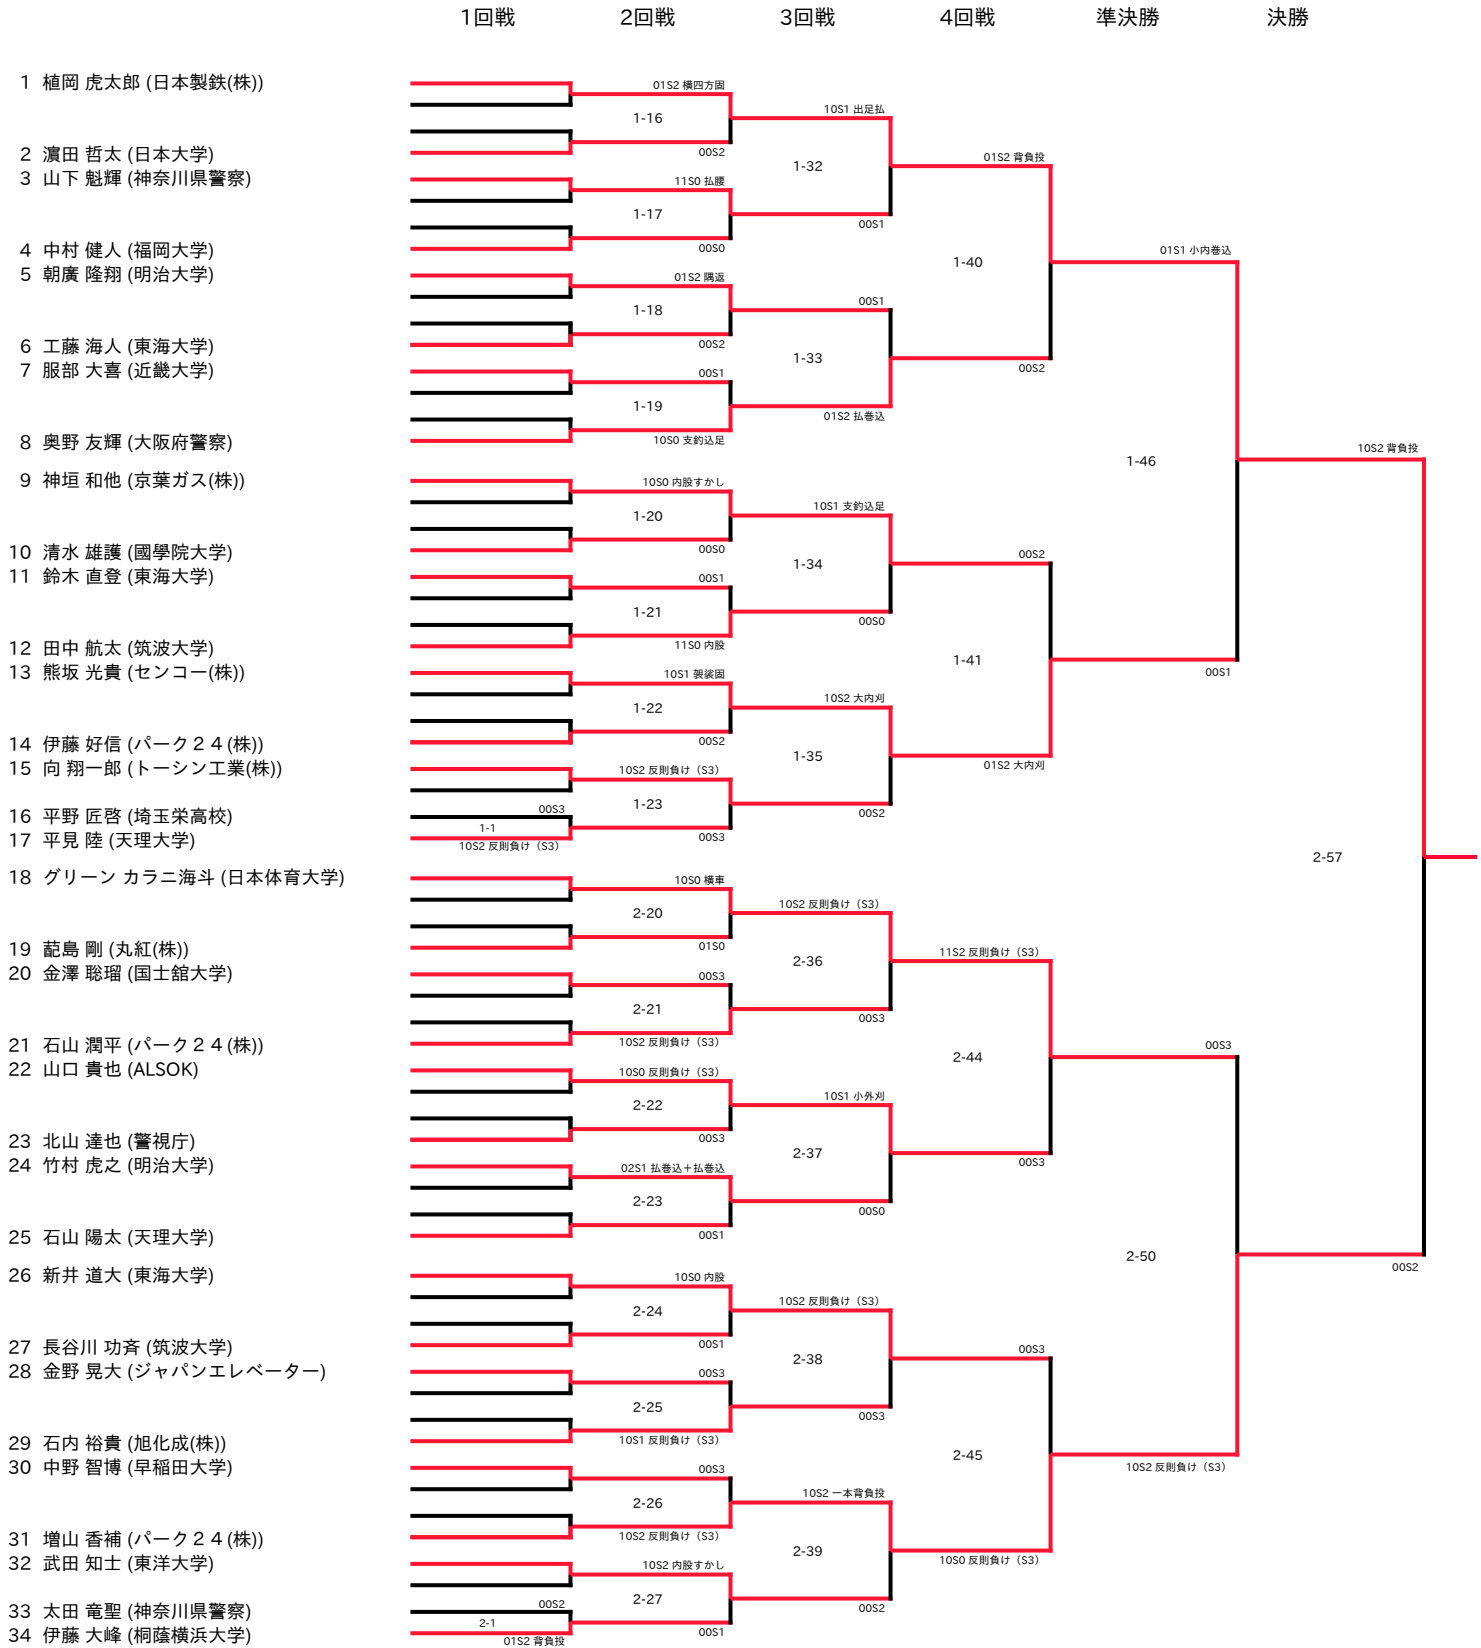 1回戦 2回戦 3回戦 4回戦 準決勝 決勝
1 植岡 虎太郎 (日本製鉄(株))
01S2 横四方固
10S1 出足払
1-16
2 濵田 哲太 (日本大学)
00S2
01S2 背負投
1-32
3 山下 魁輝 (神奈川県警察)
11S0 払腰
1-17
00S1
4 中村 健人 (福岡大学)
00S0
01S1 小内巻込
1-40
5 朝廣 隆翔 (明治大学)
01S2 隅返
00S1
1-18
6 工藤 海人 (東海大学)
00S2
1-33
00S2
7 服部 大喜 (近畿大学)
00S1
1-19
01S2 払巻込
8 奥野 友輝 (大阪府警察)
10S0 支釣込足
10S2 背負投
1-46
9 神垣 和他 (京葉ガス(株))
10S0 内股すかし
10S1 支釣込足
1-20
10 清水 雄護 (國學院大学)
00S0
00S2
1-34
11 鈴木 直登 (東海大学)
00S1
1-21
00S0
12 田中 航太 (筑波大学)
11S0 内股
1-41
13 熊坂 光貴 (センコー(株))
10S1 袈裟固
00S1
10S2 大内刈
1-22
14 伊藤 好信 (パーク２４(株))
00S2
1-35
01S2 大内刈
15 向 翔一郎 (トーシン工業(株))
10S2 反則負け（S3）
1-23
16 平野 匠啓 (埼玉栄高校)
00S3
00S2
1-1
17 平見 陸 (天理大学)
10S2 反則負け（S3）
00S3
2-57
18 グリーン カラニ海斗 (日本体育大学)
10S0 横車
10S2 反則負け（S3）
2-20
19 蓜島 剛 (丸紅(株))
01S0
11S2 反則負け（S3）
2-36
20 金澤 聡瑠 (国士舘大学)
00S3
2-21
00S3
21 石山 潤平 (パーク２４(株))
10S2 反則負け（S3）
00S3
2-44
22 山口 貴也 (ALSOK)
10S0 反則負け（S3）
10S1 小外刈
2-22
23 北山 達也 (警視庁)
00S3
2-37
00S3
24 竹村 虎之 (明治大学)
02S1 払巻込＋払巻込
2-23
00S0
25 石山 陽太 (天理大学)
00S1
2-50
00S2
26 新井 道大 (東海大学)
10S0 内股
10S2 反則負け（S3）
2-24
27 長谷川 功斉 (筑波大学)
00S1
00S3
2-38
28 金野 晃大 (ジャパンエレベーター)
00S3
2-25
00S3
29 石内 裕貴 (旭化成(株))
10S1 反則負け（S3）
2-45
30 中野 智博 (早稲田大学)
00S3
10S2 反則負け（S3）
10S2 一本背負投
2-26
31 増山 香補 (パーク２４(株))
10S2 反則負け（S3）
2-39
10S0 反則負け（S3）
32 武田 知士 (東洋大学)
10S2 内股すかし
2-27
33 太田 竜聖 (神奈川県警察)
00S2
00S2
2-1
34 伊藤 大峰 (桐蔭横浜大学)
01S2 背負投
00S1